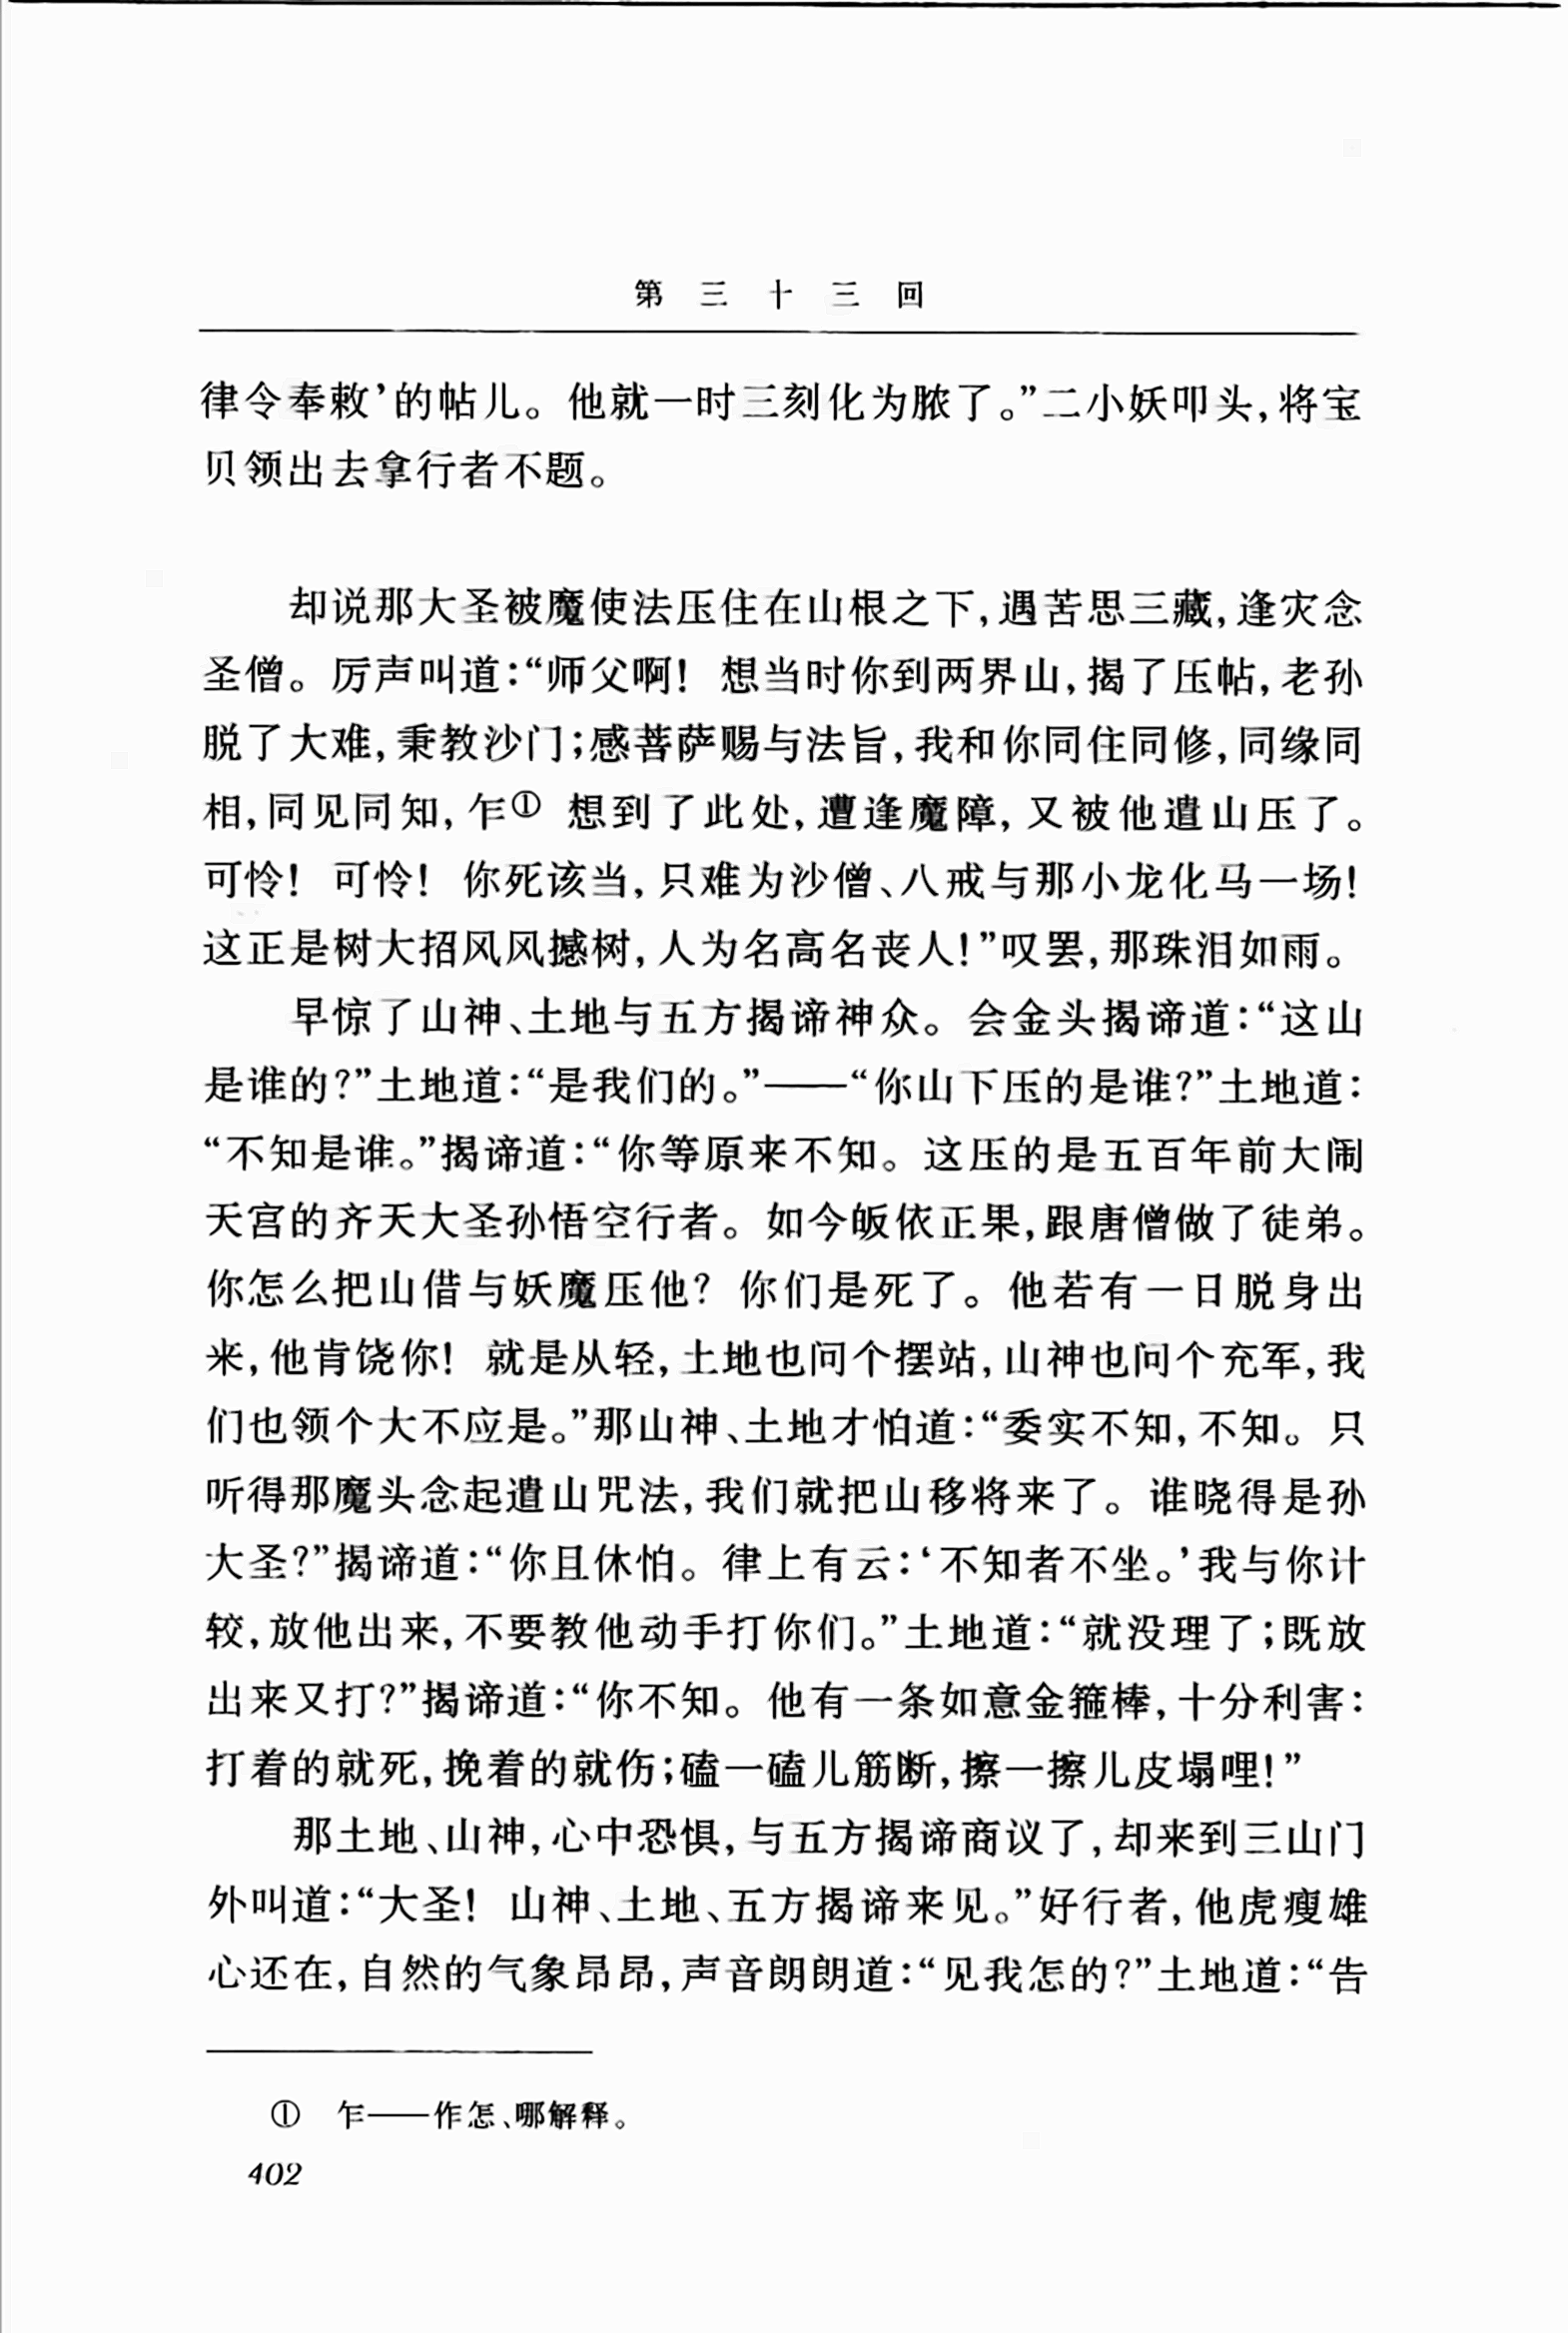 第三十三回
律令奉敕’的帖儿。他就一时三刻化为脓了。”二小妖叩头,将宝
贝领出去拿行者不题。
却说那大圣被魔使法压住在山根之下,遇苦思三藏,逢灾念
圣僧。厉声叫道:“师父啊! 想当时你到两界山,揭了压帖,老孙
脱了大难,秉教沙门;感菩萨赐与法旨,我和你同住同修,同缘同
相,同见同知,乍① 想到了此处,遭逢魔障,又被他遣山压了。
可怜! 可怜! 你死该当,只难为沙僧、八戒与那小龙化马一场!
这正是树大招风风撼树,人为名高名丧人!”叹罢,那珠泪如雨。
早惊了山神、土地与五方揭谛神众。会金头揭谛道:“这山
是谁的?”土地道:“是我们的。”——“你山下压的是谁?”土地道:
“不知是谁。”揭谛道:“你等原来不知。这压的是五百年前大闹
天宫的齐天大圣孙悟空行者。如今皈依正果,跟唐僧做了徒弟。
你怎么把山借与妖魔压他? 你们是死了。他若有一日脱身出
来,他肯饶你! 就是从轻,土地也问个摆站,山神也问个充军,我
们也领个大不应是。”那山神、土地才怕道:“委实不知,不知。只
听得那魔头念起遣山咒法,我们就把山移将来了。谁晓得是孙
大圣?”揭谛道:“你且休怕。律上有云:‘不知者不坐。’我与你计
较,放他出来,不要教他动手打你们。”土地道:“就没理了;既放
出来又打?”揭谛道:“你不知。他有一条如意金箍棒,十分利害:
打着的就死,挽着的就伤;磕一磕儿筋断,擦一擦儿皮塌哩!”
那土地、山神,心中恐惧,与五方揭谛商议了,却来到三山门
外叫道:“大圣! 山神、土地、五方揭谛来见。”好行者,他虎瘦雄
心还在,自然的气象昂昂,声音朗朗道:“见我怎的?”土地道:“告
① 乍——作怎、哪解释。
402